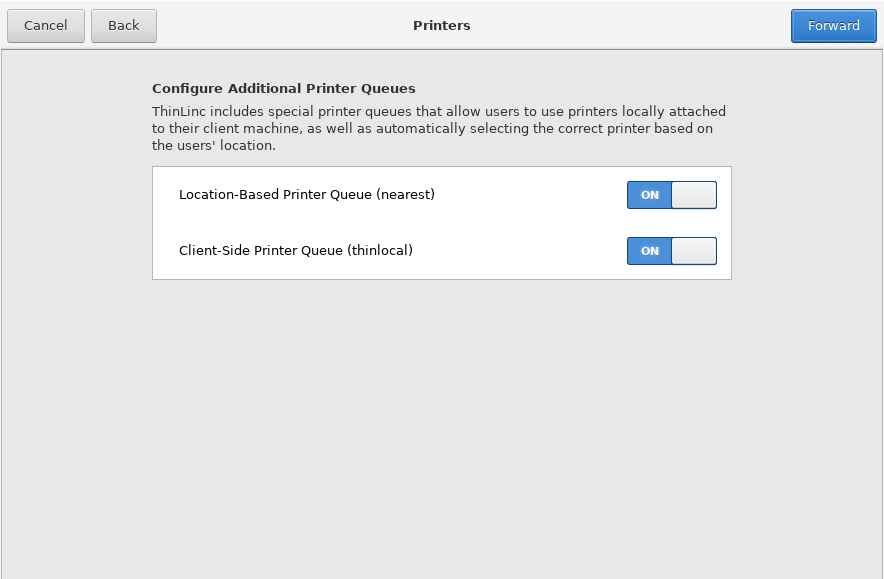 Cancel
Back
Printers
Forward
Configure Additional Printer Queues
ThinLinc includes special printer queues that allow users to use printers locally attached
to their client machine, as well as automatically selecting the correct printer based on
the users' location.
Location-Based Printer Queue (nearest)
ON
Client-Side Printer Queue (thinlocal)
ON